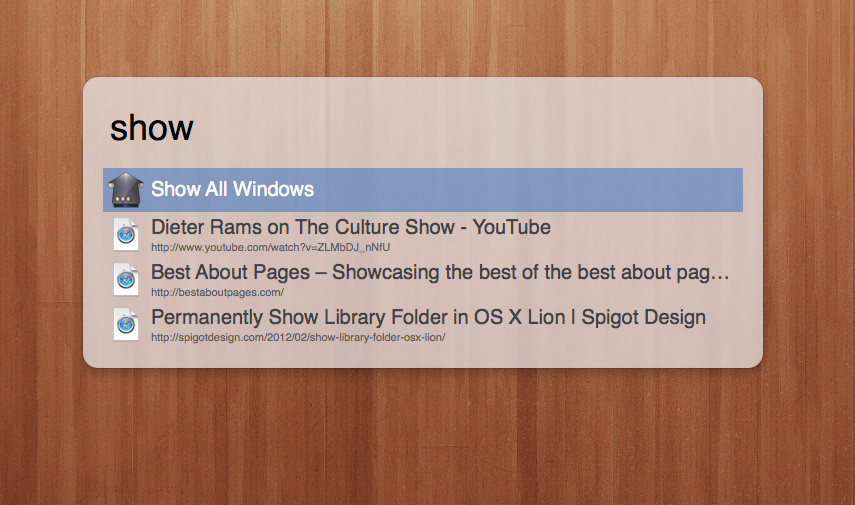 show
Show All Windows
Dieter Rams on The Culture Show - YouTube
http://www.youtube.com/watch?v=ZLMbDJ_nNfU
Best About Pages – Showcasing the best of the best about pag…
http://bestaboutpages.com/
Permanently Show Library Folder in OS X Lion | Spigot Design
http://spigotdesign.com/2012/02/show-library-folder-osx-lion/